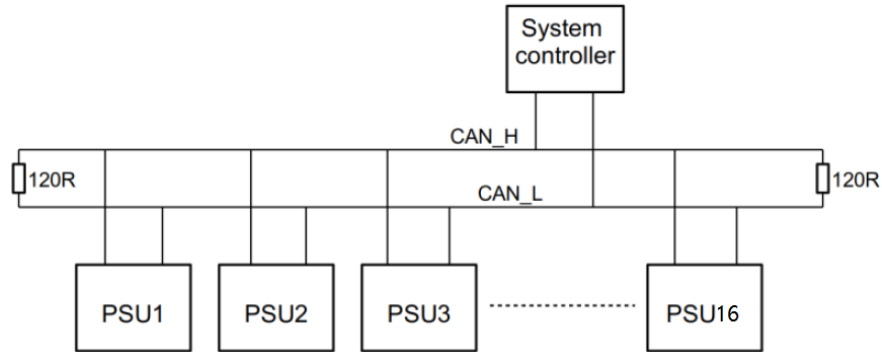 System
controller
CAN_H
120R
CAN_L
120R
PSU1
PSU2
PSU3
PSU16